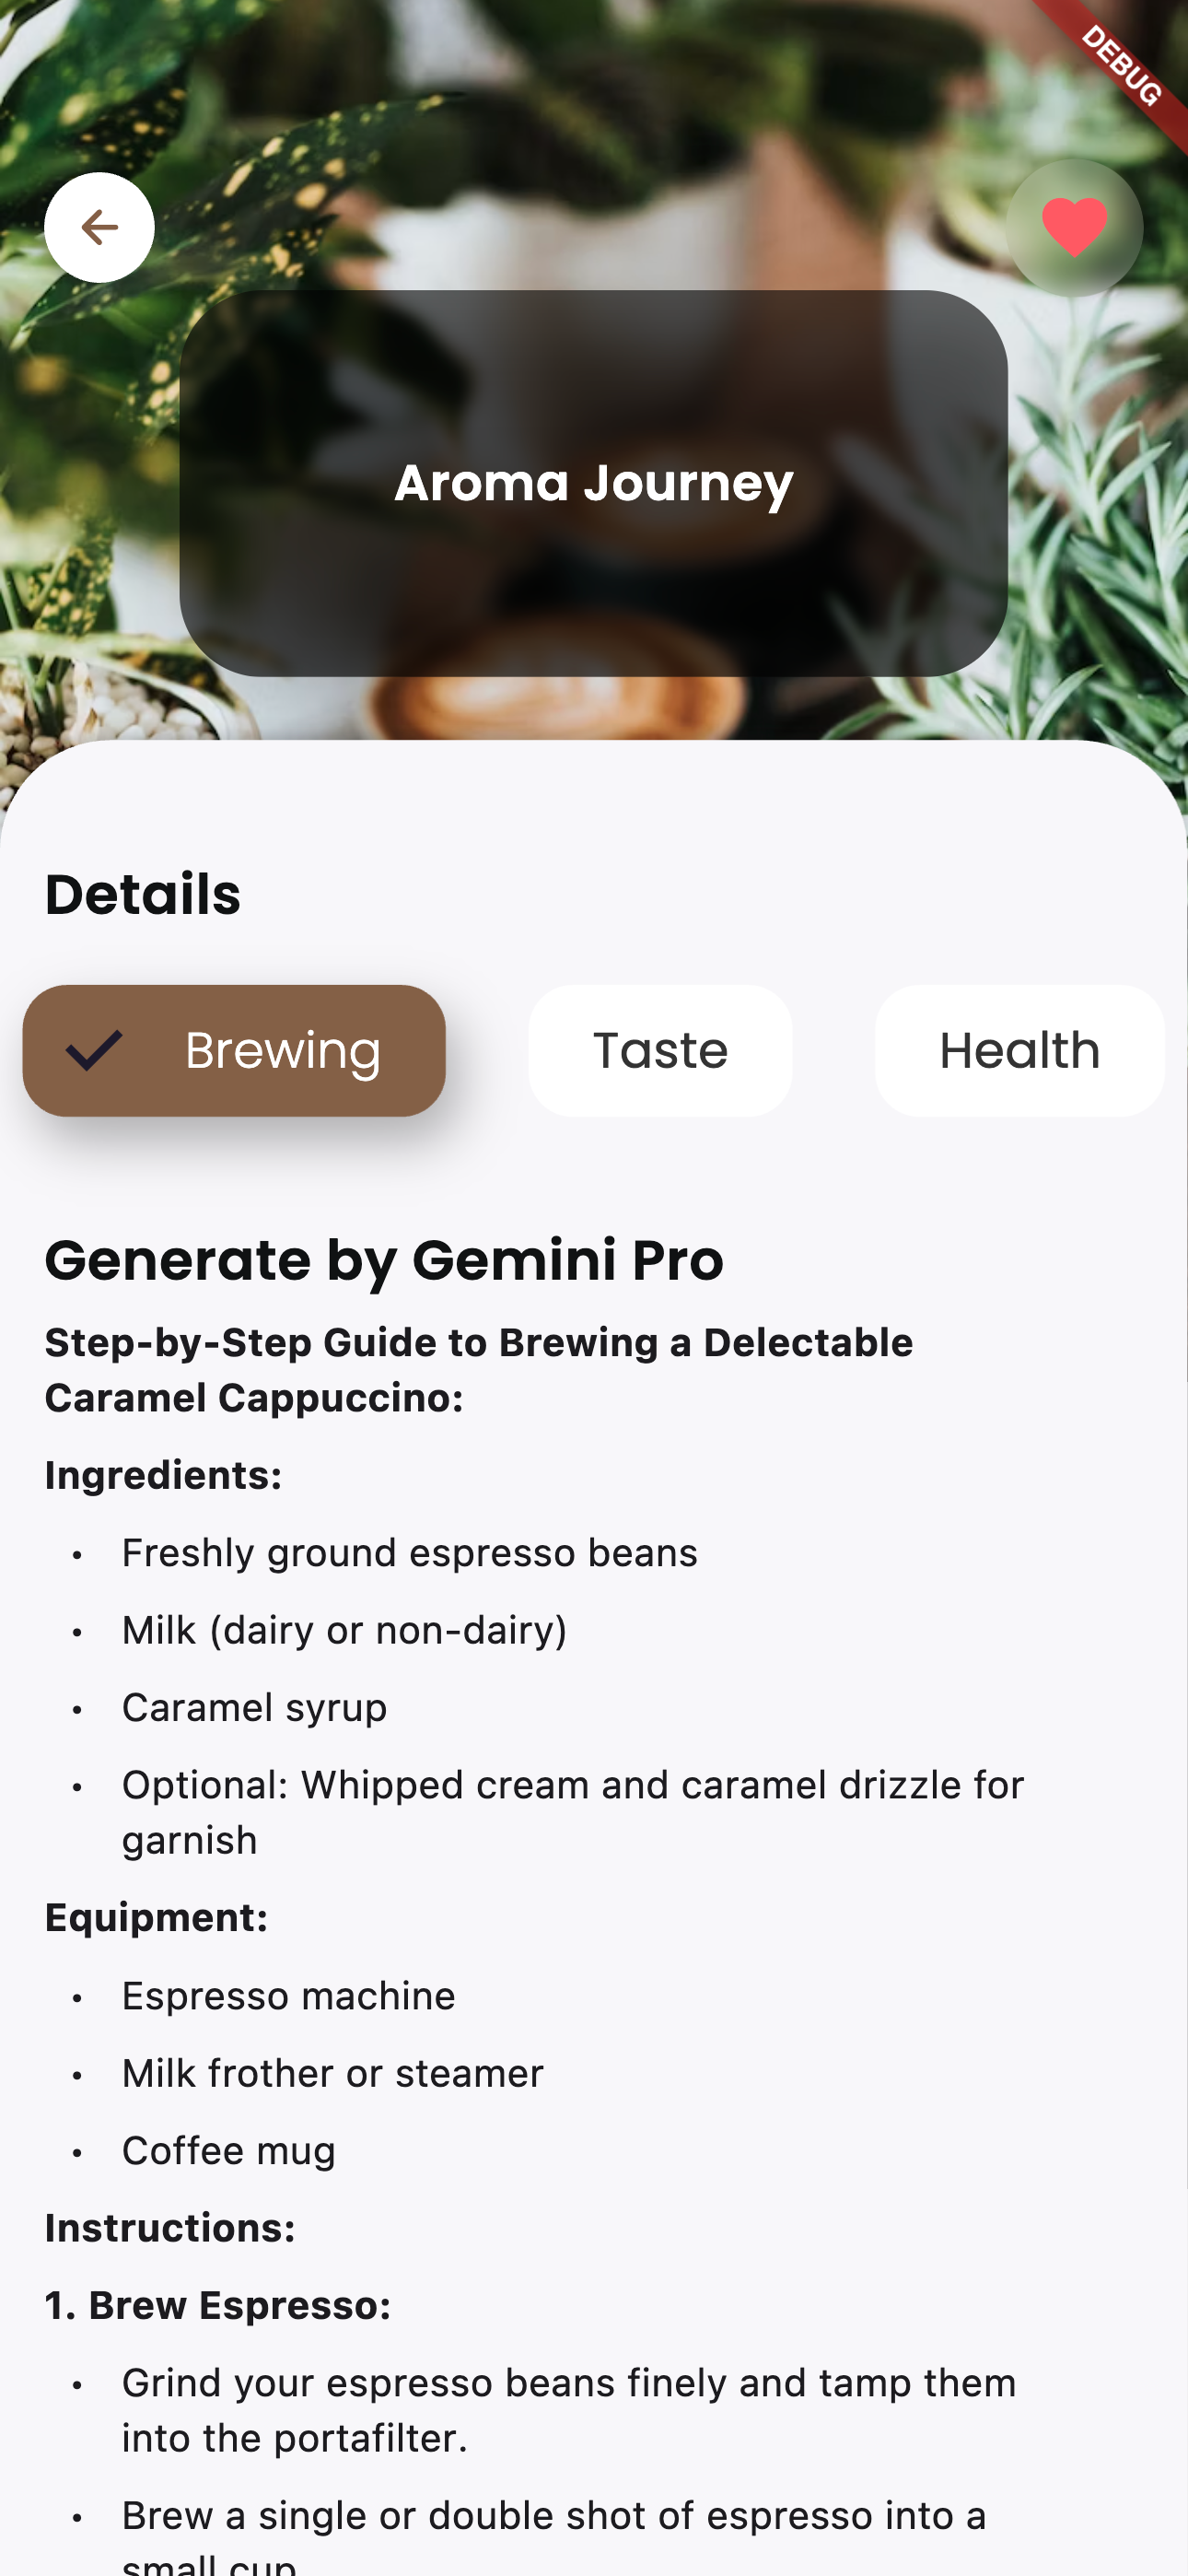 DEBUG
Aroma Journey
Details
Brewing
Taste
Health
Generate by Gemini Pro
Step-by-Step Guide to Brewing a Delectable
Caramel Cappuccino:
Ingredients:
• Freshly ground espresso beans
• Milk (dairy or non-dairy)
• Caramel syrup
• Optional: Whipped cream and caramel drizzle for
garnish
Equipment:
• Espresso machine
• Milk frother or steamer
• Coffee mug
Instructions:
1. Brew Espresso:
• Grind your espresso beans finely and tamp them
into the portafilter.
• Brew a single or double shot of espresso into a
small cup.